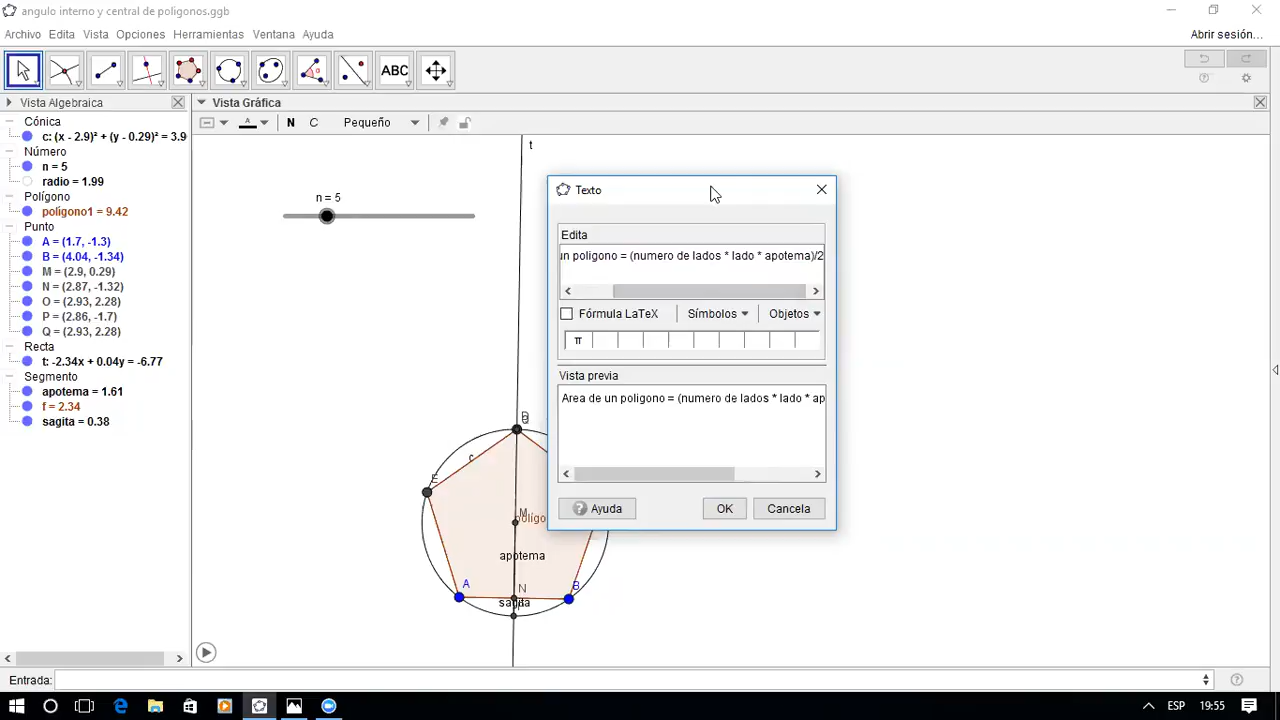 angulo interno y central de poligonos.ggb
Archivo Edita Vista Opciones Herramientas Ventana Ayuda
Abrir sesión...
ABC
Vista Algebraica
Vista Gráfica
N C Pequeño
Cónica
c: (x - 2.9)² + (y - 0.29)² = 3.9
Número
n = 5
radio = 1.99
Polígono
polígono1 = 9.42
Punto
A = (1.7, -1.3)
B = (4.04, -1.34)
M = (2.9, 0.29)
N = (2.87, -1.32)
O = (2.93, 2.28)
P = (2.86, -1.7)
Q = (2.93, 2.28)
Recta
t: -2.34x + 0.04y = -6.77
Segmento
apotema = 1.61
f = 2.34
sagita = 0.38
t
n = 5
c
E
M
polígo
apotema
A
N
B
sagita
Texto
Edita
un poligono = (numero de lados * lado * apotema)/2
Fórmula LaTeX
Símbolos
Objetos
π
Vista previa
Area de un poligono = (numero de lados * lado * ap
Ayuda
OK
Cancela
Entrada:
ESP
19:55